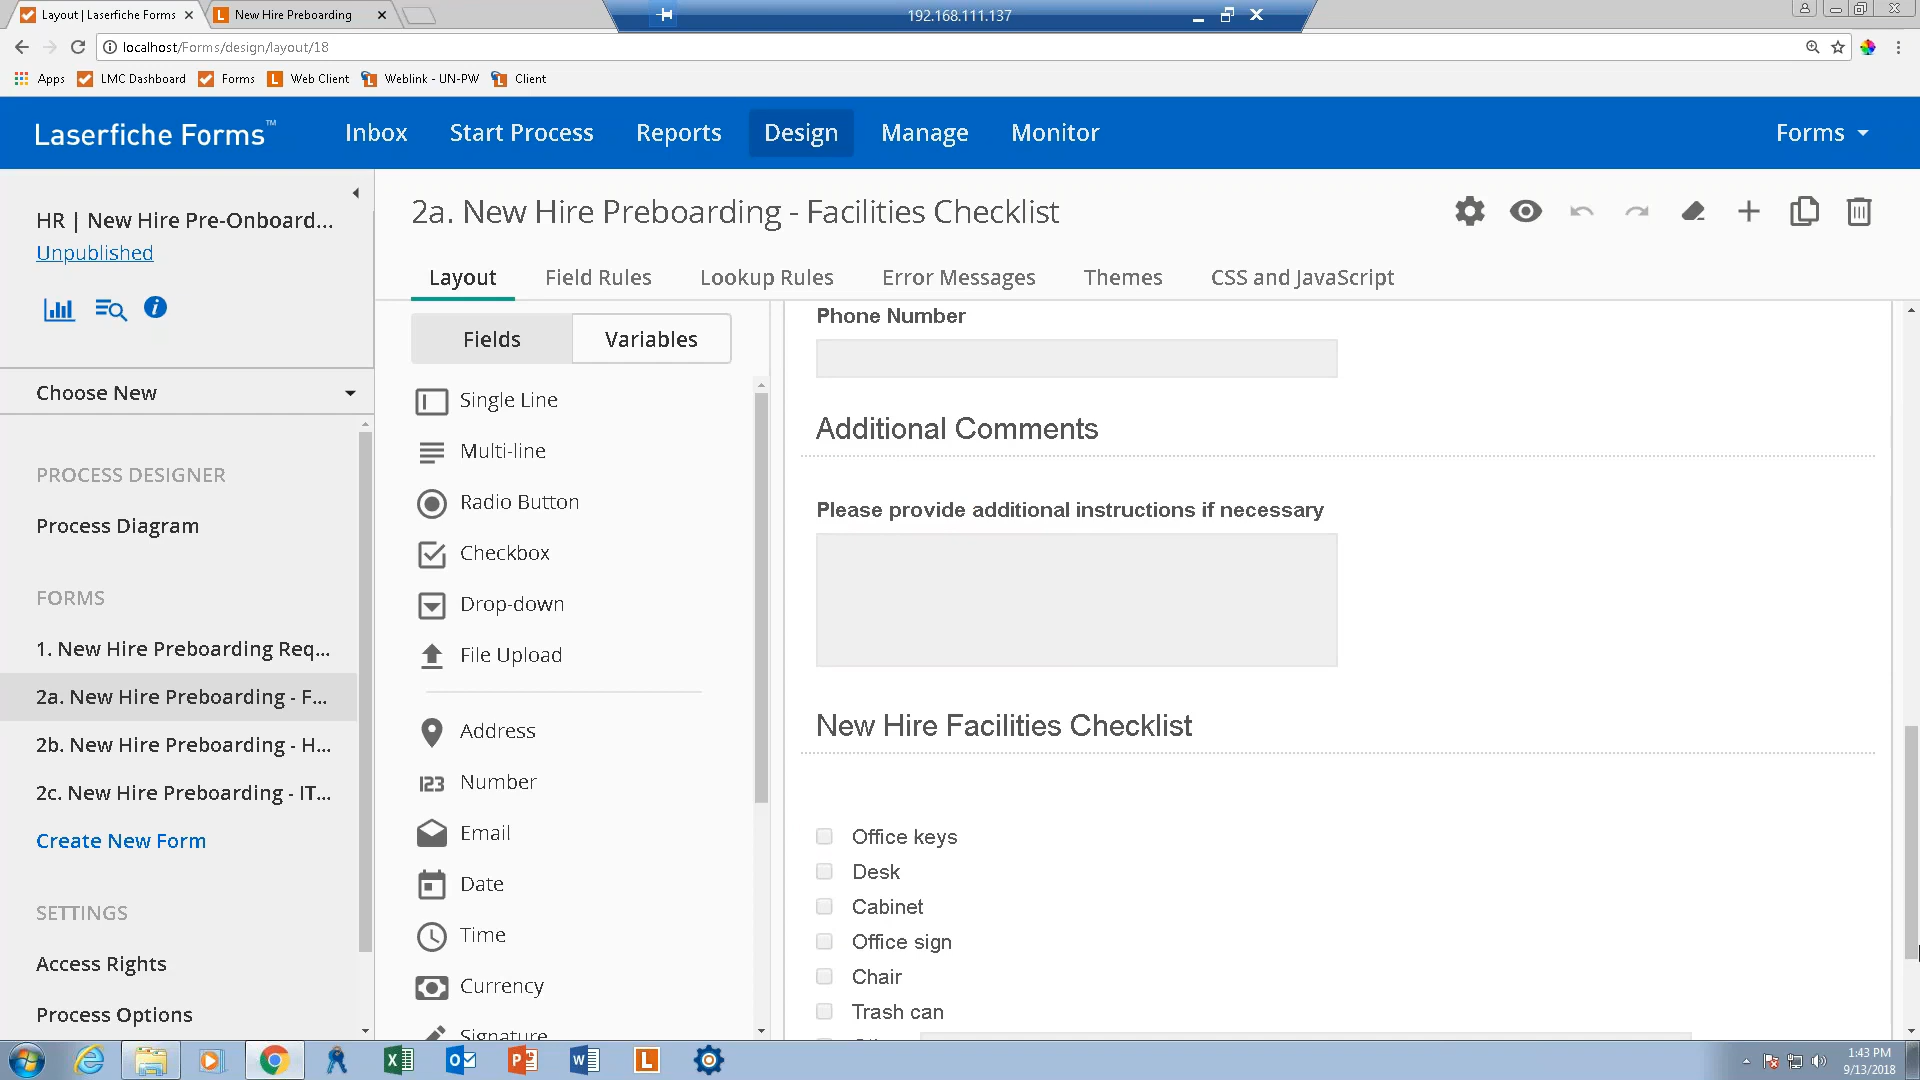 Layout | Laserfiche Forms
New Hire Preboarding
192.168.111.137
localhost/Forms/design/layout/18
Apps
LMC Dashboard
Forms
Web Client
Weblink - UN-PW
Client
Laserfiche Forms™
Inbox
Start Process
Reports
Design
Manage
Monitor
Forms
HR | New Hire Pre-Onboard...
Unpublished
Choose New
PROCESS DESIGNER
Process Diagram
FORMS
1. New Hire Preboarding Req...
2a. New Hire Preboarding - F...
2b. New Hire Preboarding - H...
2c. New Hire Preboarding - IT...
Create New Form
SETTINGS
Access Rights
Process Options
2a. New Hire Preboarding - Facilities Checklist
Layout
Field Rules
Lookup Rules
Error Messages
Themes
CSS and JavaScript
Fields
Variables
Single Line
Multi-line
Radio Button
Checkbox
Drop-down
File Upload
Address
123 Number
Email
Date
Time
Currency
Signature
Phone Number
Additional Comments
Please provide additional instructions if necessary
New Hire Facilities Checklist
Office keys
Desk
Cabinet
Office sign
Chair
Trash can
1:43 PM
9/13/2018